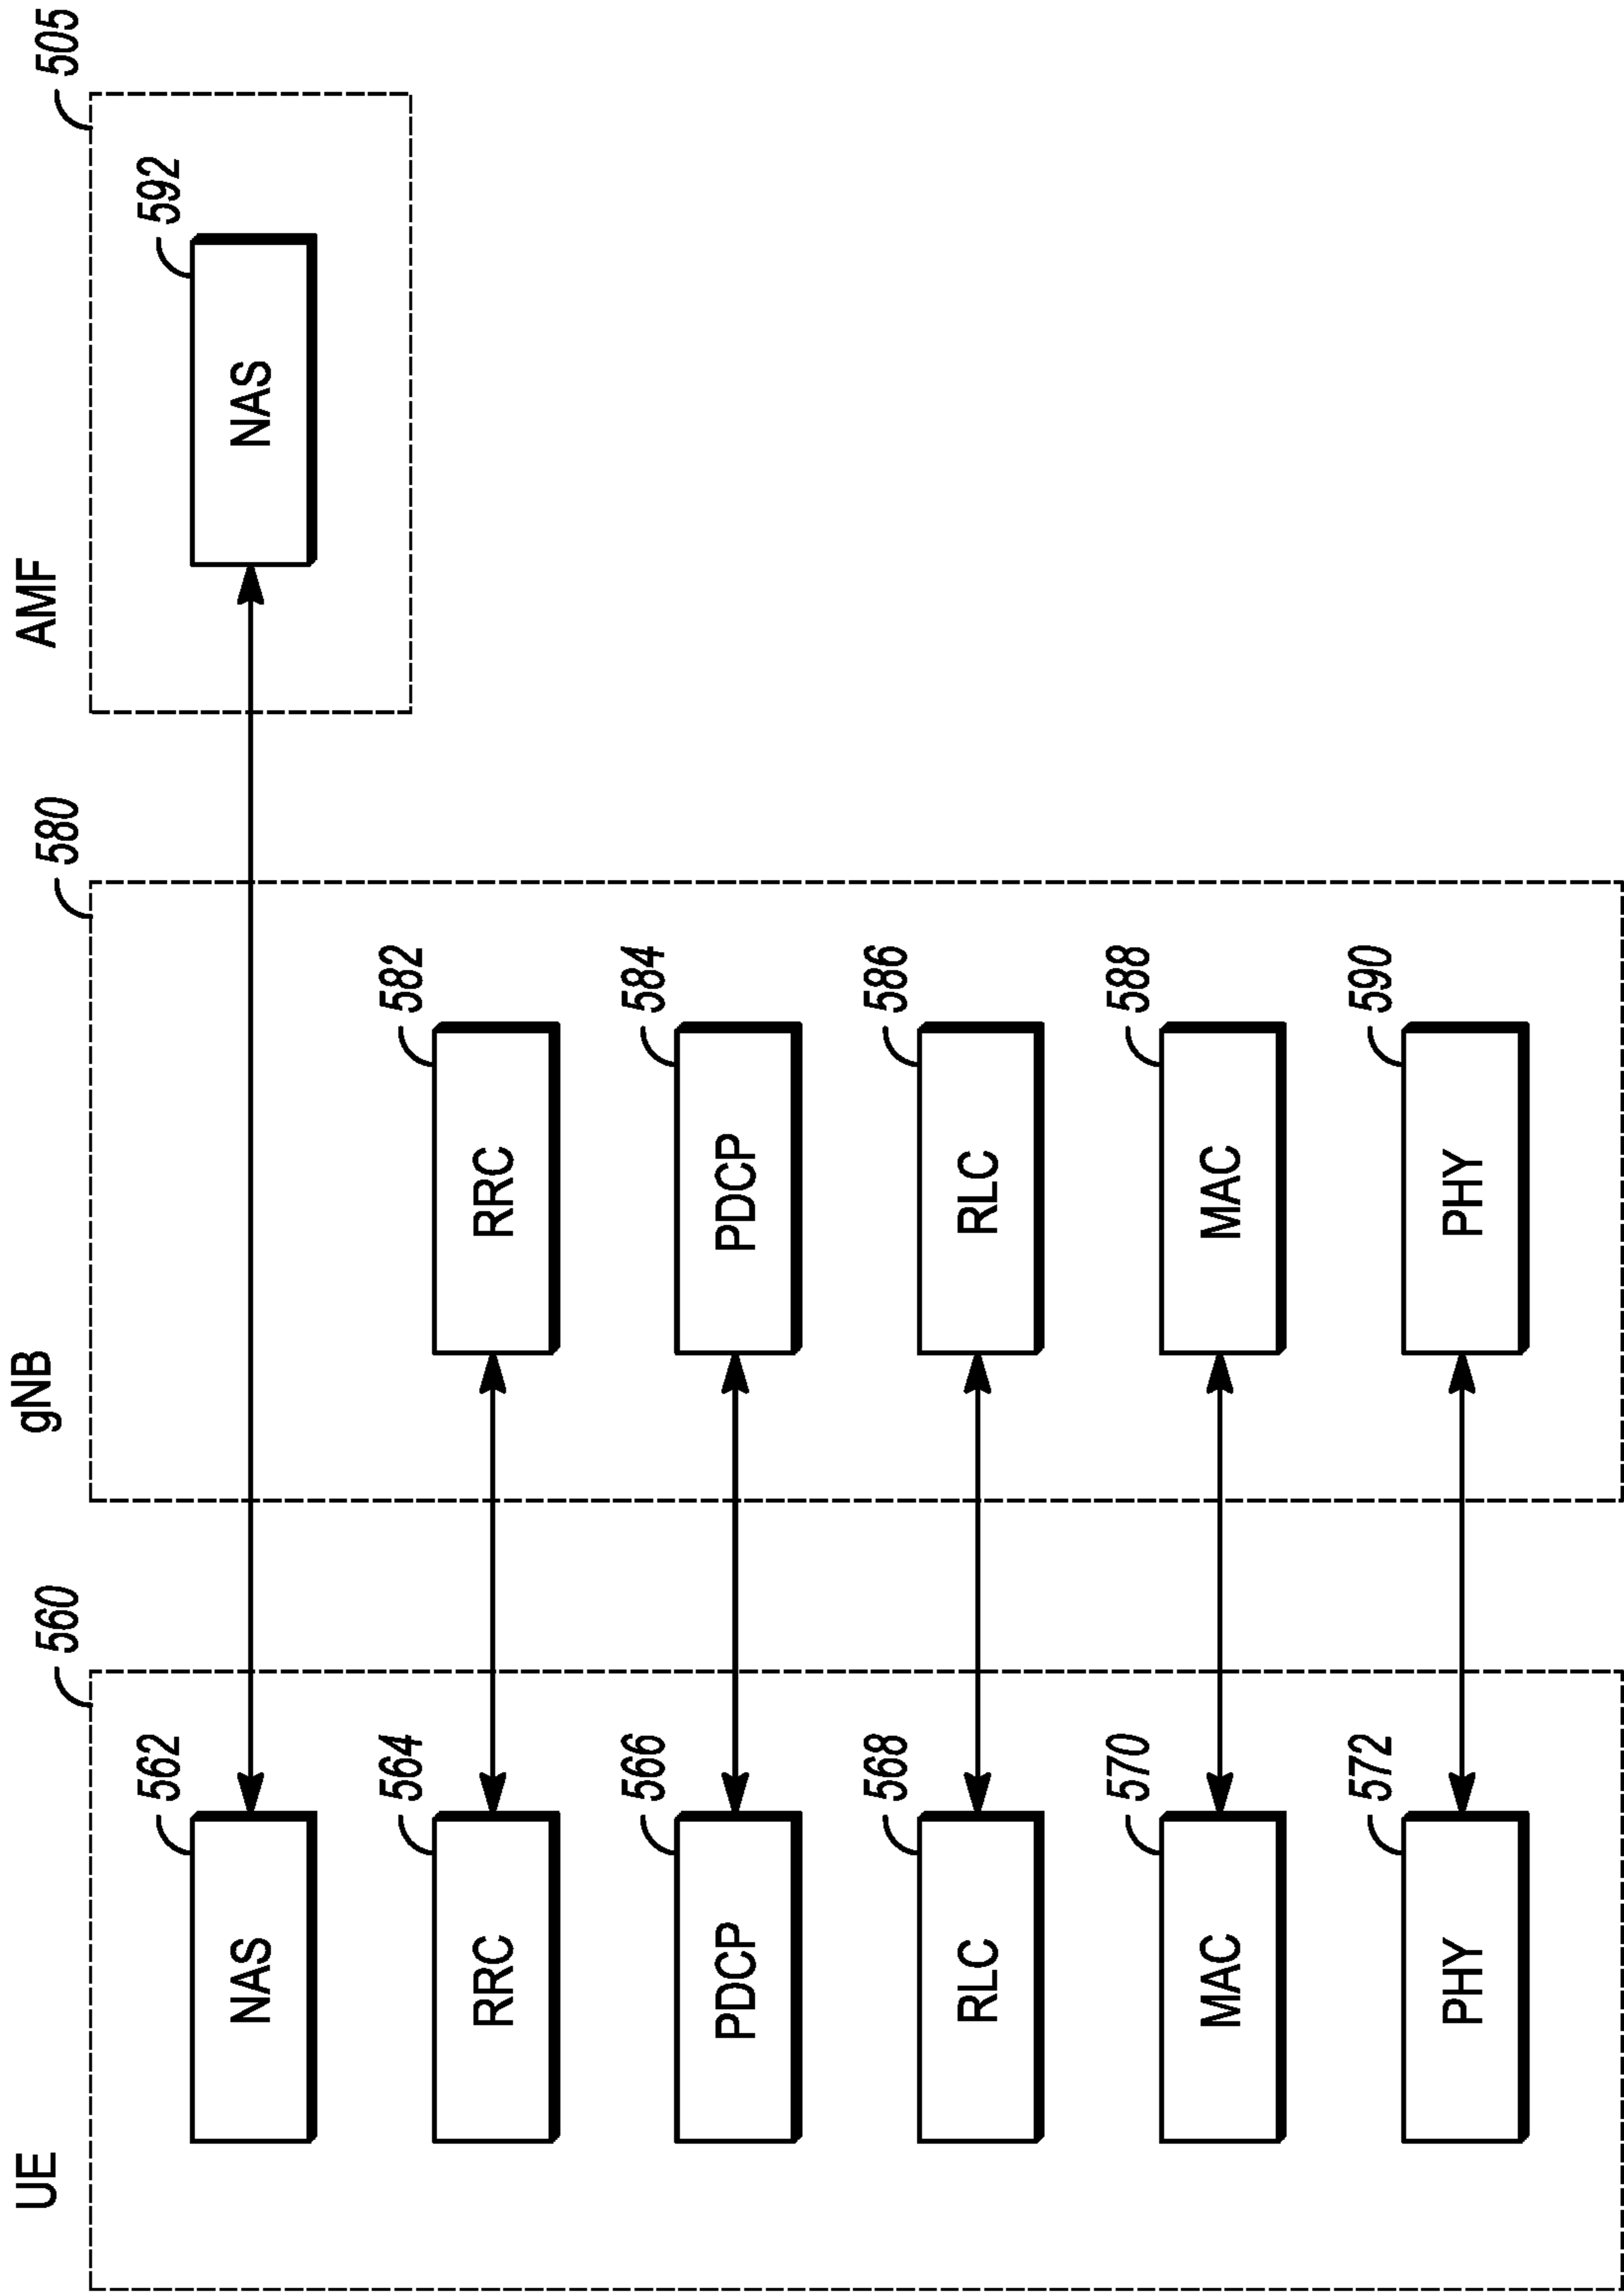 UE
gNB
AMF
560
580
505
562
NAS
592
NAS
564
RRC
582
RRC
566
PDCP
584
PDCP
568
RLC
586
RLC
570
MAC
588
MAC
572
PHY
590
PHY